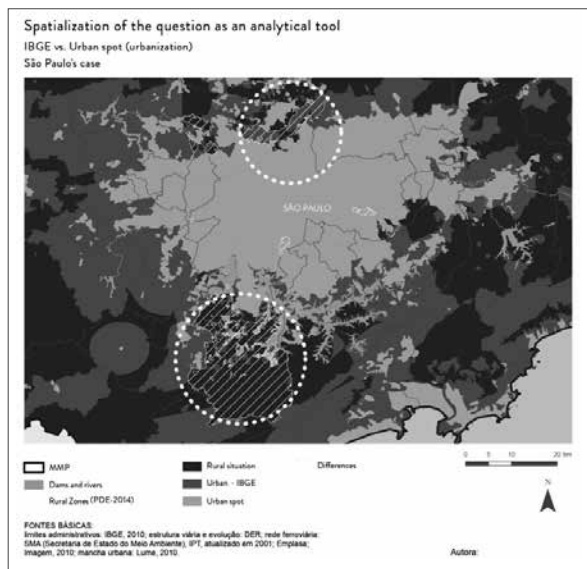 Spatialization of the question as an analytical tool
IBGE vs. Urban spot (urbanization)
São Paulo's case
SÃO PAULO
MMP
Dams and rivers
Rural Zones (PDE-2014)
Rural situation
Urban - IBGE
Urban spot
Differences
0 5 10 20 km
N
FONTES BÁSICAS:
limites administrativos: IBGE, 2010; estrutura viária e evolução: DER; rede ferroviária:
SMA (Secretaria de Estado do Meio Ambiente), IPT, atualizado em 2001; Emplasa;
Imagem, 2010; mancha urbana: Lume, 2010.
Autora: